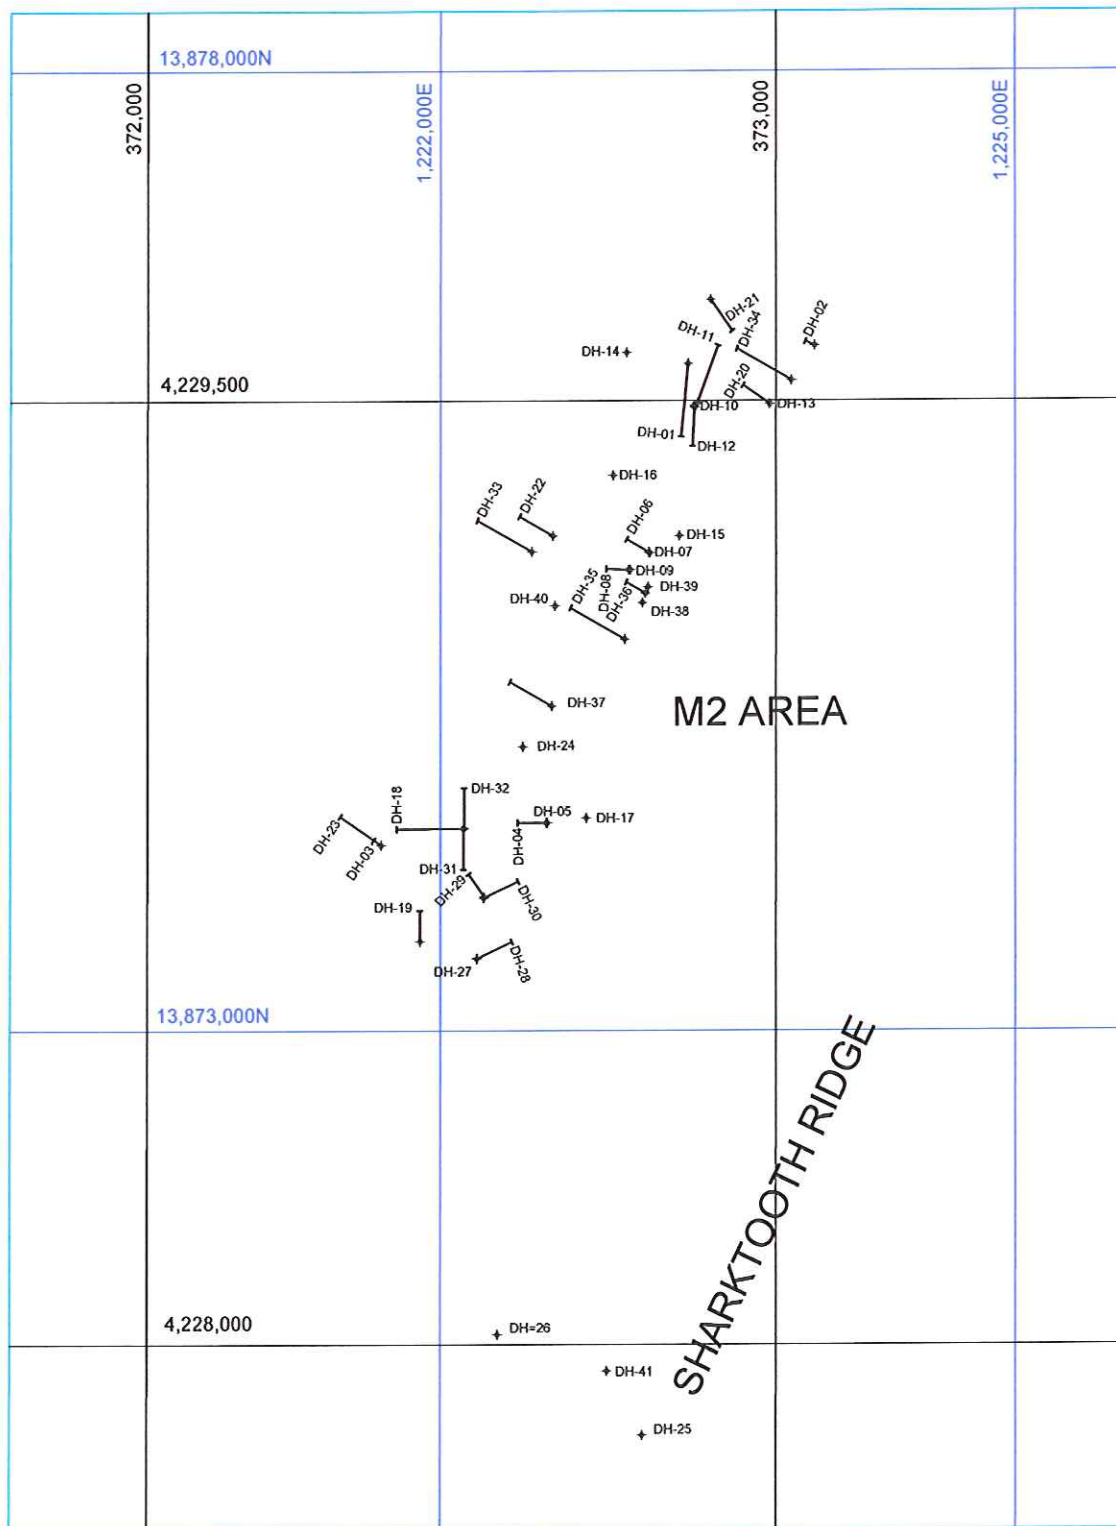 13,878,000N
372,000
1,222,000E
373,000
1,225,000E
DH-21
DH-02
DH-34
DH-11
DH-14
DH-20
4,229,500
DH-10
DH-13
DH-01
DH-12
DH-16
DH-33
DH-22
DH-06
DH-15
DH-07
DH-09
DH-08
DH-39
DH-35
DH-36
DH-40
DH-38
DH-37
M2 AREA
DH-24
DH-32
DH-18
DH-23
DH-05
DH-17
DH-04
DH-03
DH-31
DH-29
DH-30
DH-19
DH-28
DH-27
13,873,000N
SHARKTOOTH RIDGE
4,228,000
DH=26
DH-41
DH-25